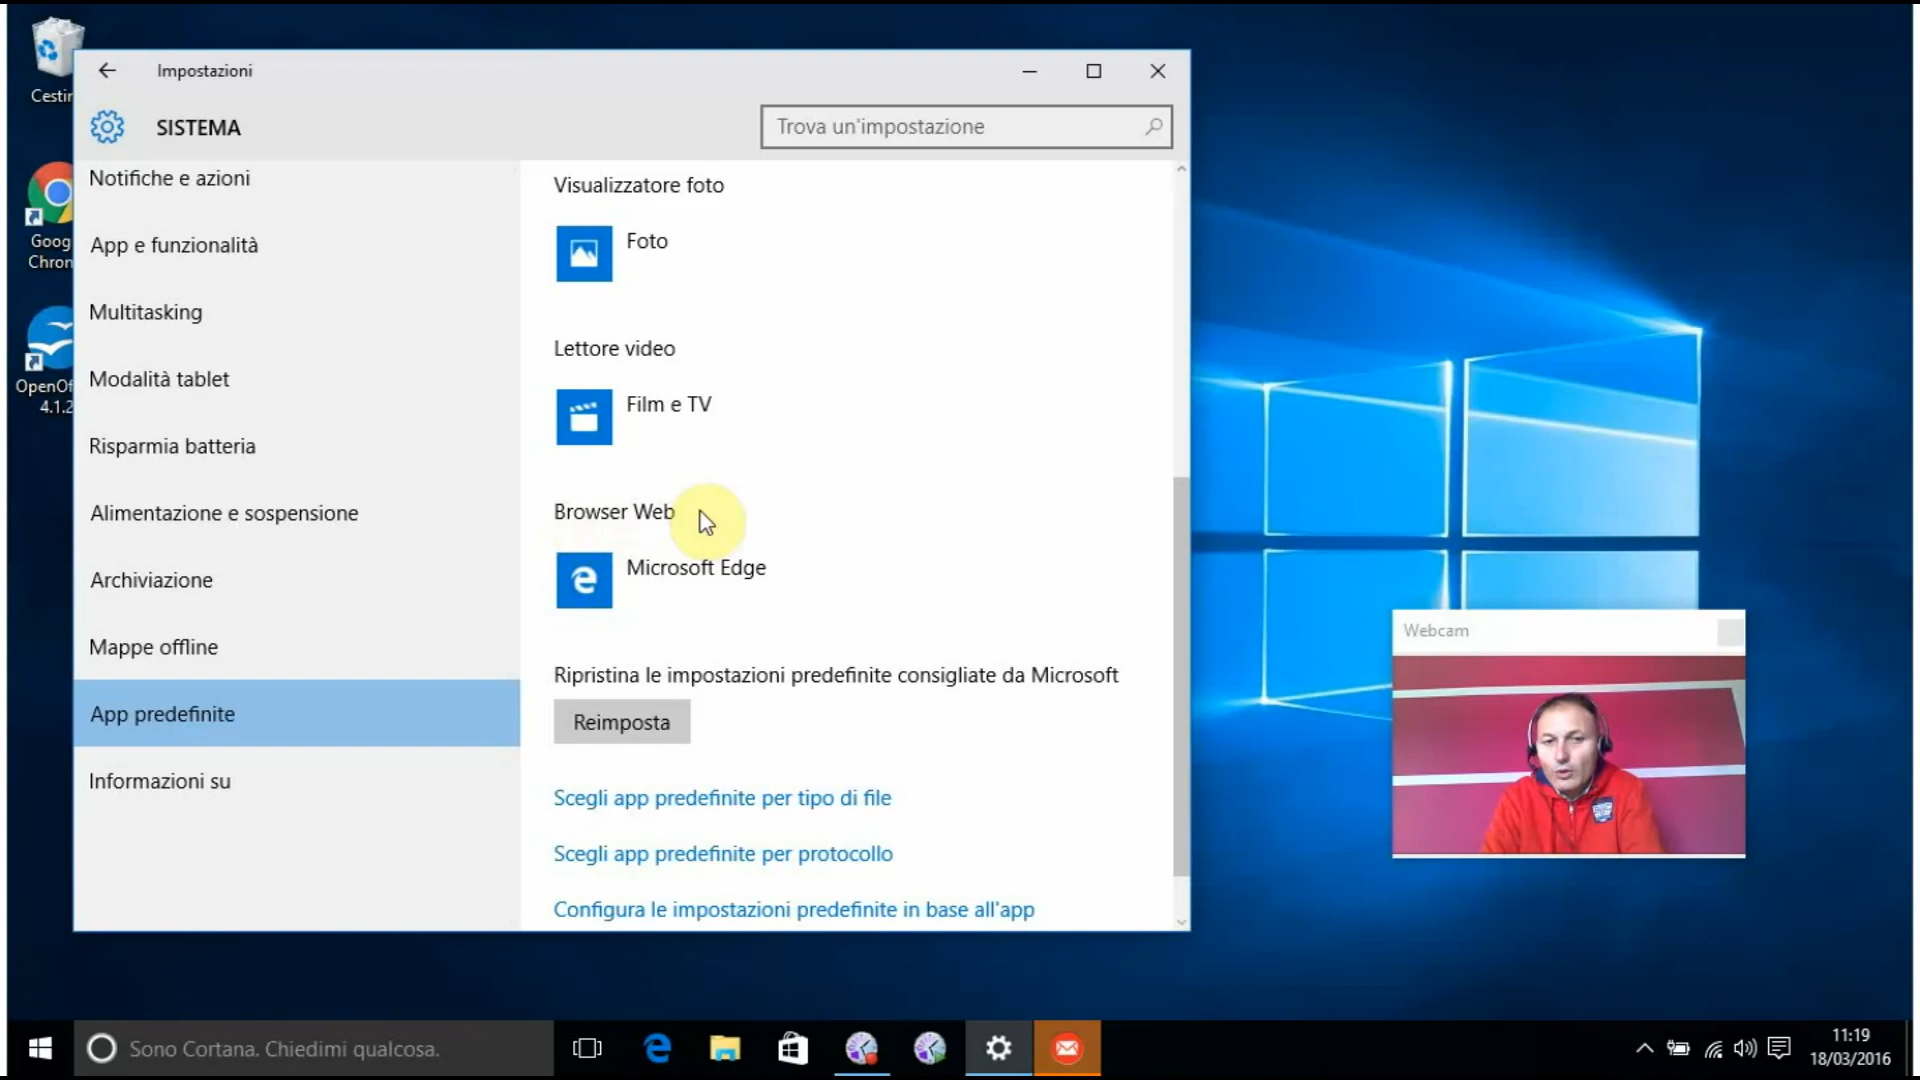 Cestin
Goog
Chron
OpenOf
4.1.2
Impostazioni
SISTEMA
Trova un'impostazione
Notifiche e azioni
App e funzionalità
Multitasking
Modalità tablet
Risparmia batteria
Alimentazione e sospensione
Archiviazione
Mappe offline
App predefinite
Informazioni su
Visualizzatore foto
Foto
Lettore video
Film e TV
Browser Web
Microsoft Edge
Ripristina le impostazioni predefinite consigliate da Microsoft
Reimposta
Scegli app predefinite per tipo di file
Scegli app predefinite per protocollo
Configura le impostazioni predefinite in base all'app
Webcam
Sono Cortana. Chiedimi qualcosa.
11:19
18/03/2016